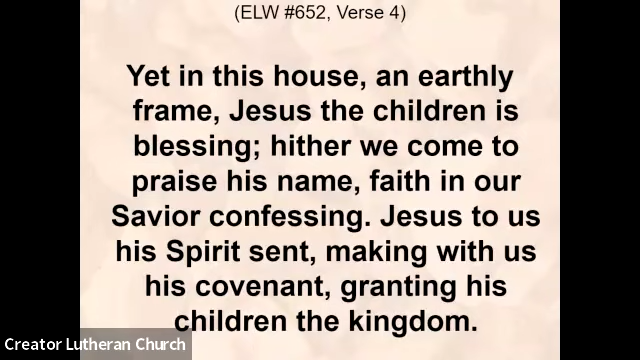 (ELW #652, Verse 4)
Yet in this house, an earthly
frame, Jesus the children is
blessing; hither we come to
praise his name, faith in our
Savior confessing. Jesus to us
his Spirit sent, making with us
his covenant, granting his
children the kingdom.
Creator Lutheran Church